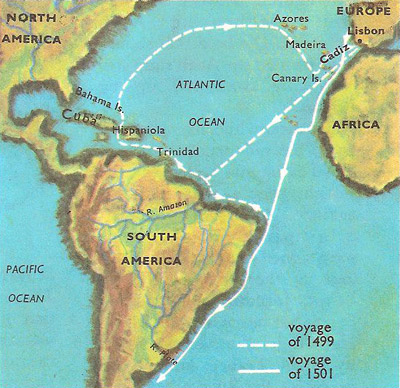 NORTH
AMERICA
Azores
EUROPE
Lisbon
Madeira
Cadiz
Canary Is.
ATLANTIC
OCEAN
Bahama Is.
Cuba
Hispaniola
Trinidad
AFRICA
R. Amazon
SOUTH
AMERICA
PACIFIC
OCEAN
R. Plate
voyage
of 1499
voyage
of 1501